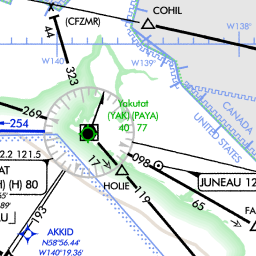 COHIL
(CFZMR)
44
W138°
W139°
W140°
323
CANADA
UNITED STATES
Yakutat
(YAK) (PAYA)
40 77
269
254
2.2 121.5
17
098
HOLIE
AT
(H) 80
JUNEAU 12
119
65
FA
193
AKKID
N58°56.44'
W140°19.36'